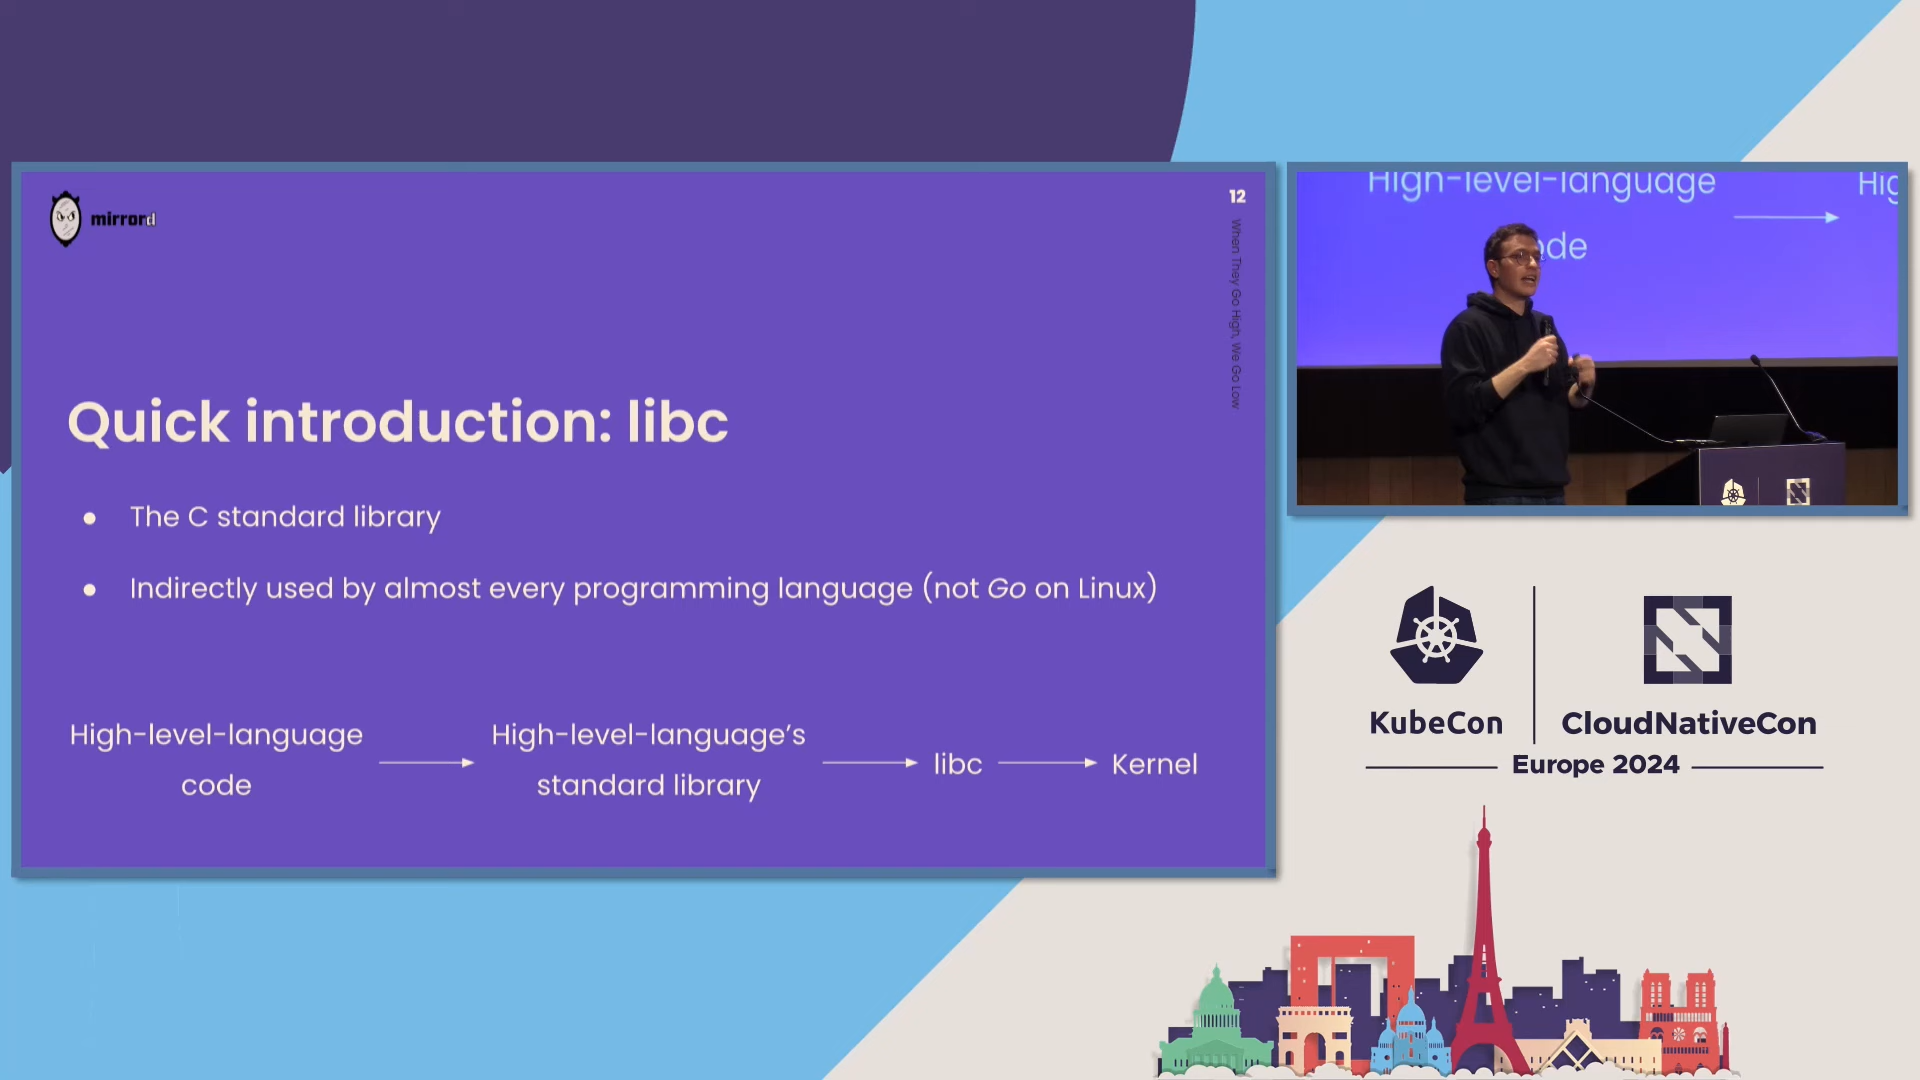 mirrord
12
When They Go High, We Go Low
Quick introduction: libc
● The C standard library
● Indirectly used by almost every programming language (not Go on Linux)
High-level-language
code
High-level-language's
standard library
libc
Kernel
High-level-language
ode
Hig
KubeCon
CloudNativeCon
Europe 2024